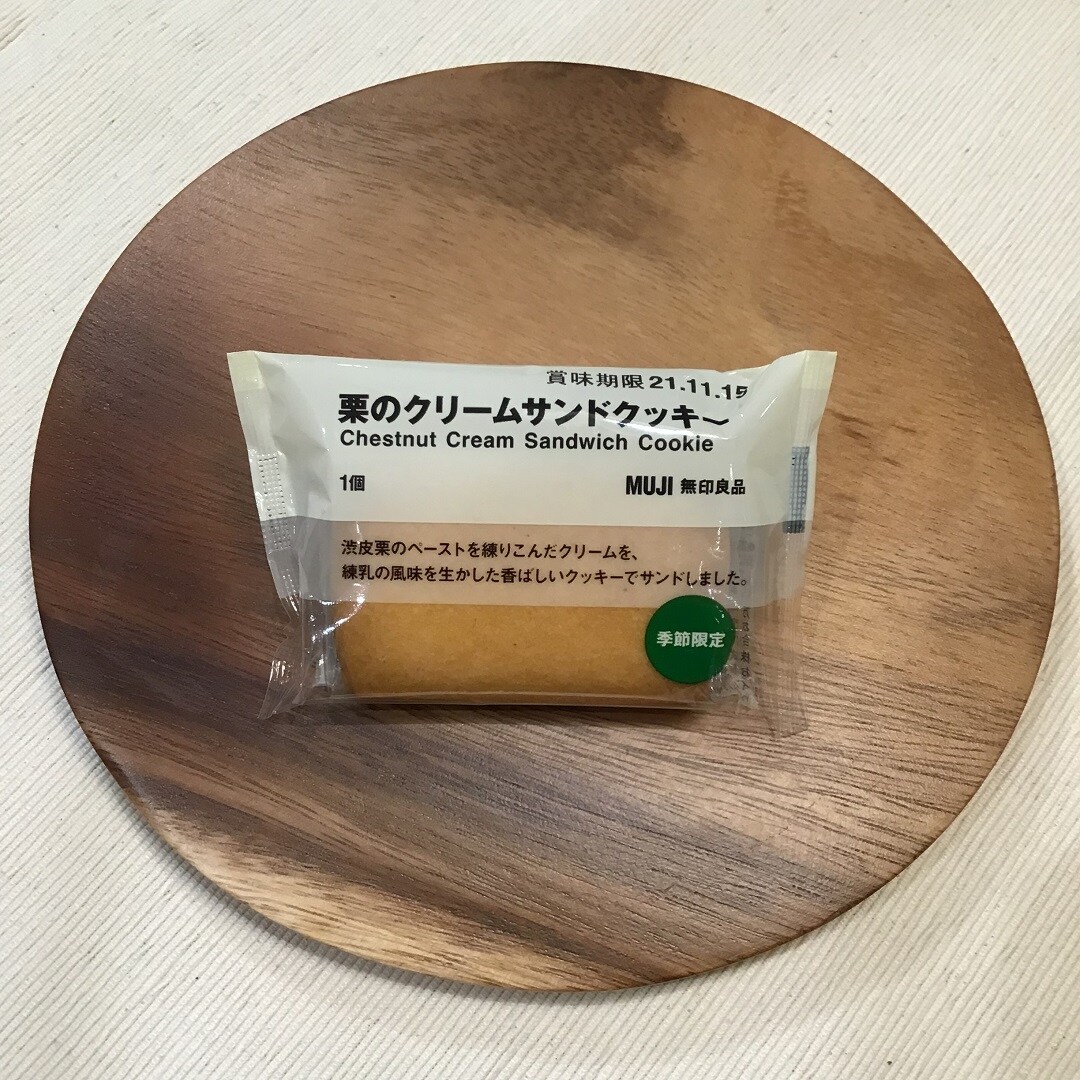 賞味期限21.11.15
栗のクリームサンドクッキー
Chestnut Cream Sandwich Cookie
1個
MUJI 無印良品
渋皮栗のペーストを練りこんだクリームを、
練乳の風味を生かした香ばしいクッキーでサンドしました。
季節限定